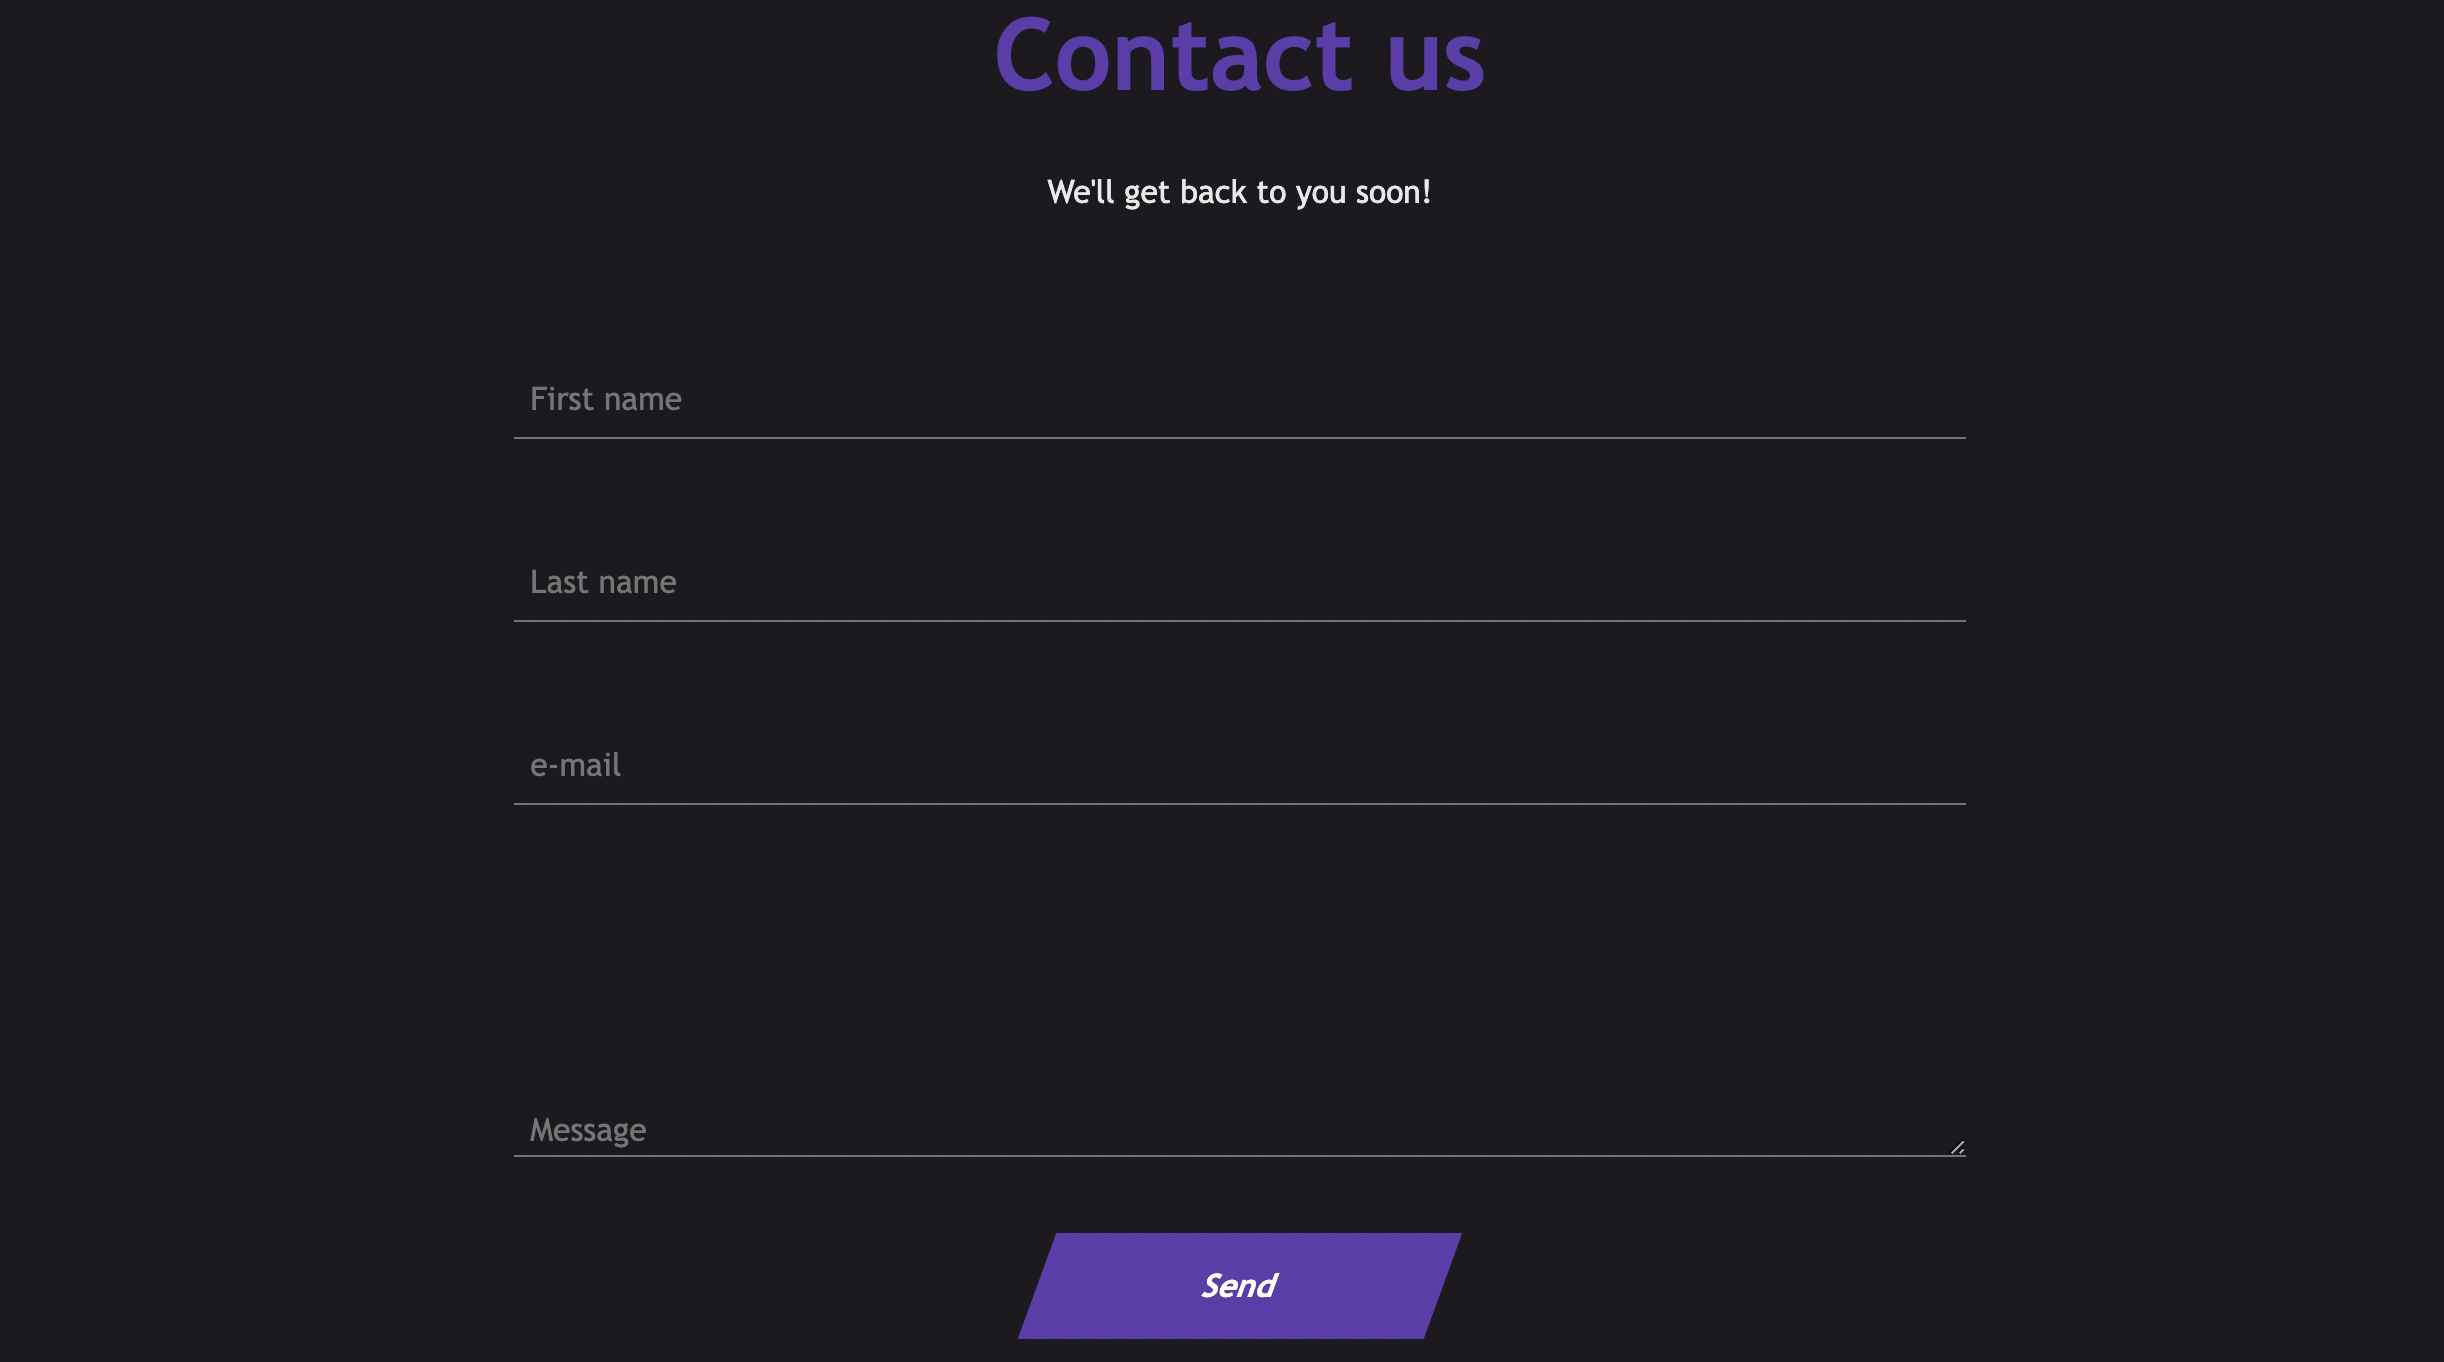 Contact us
We'll get back to you soon!
First name
Last name
e-mail
Message
Send